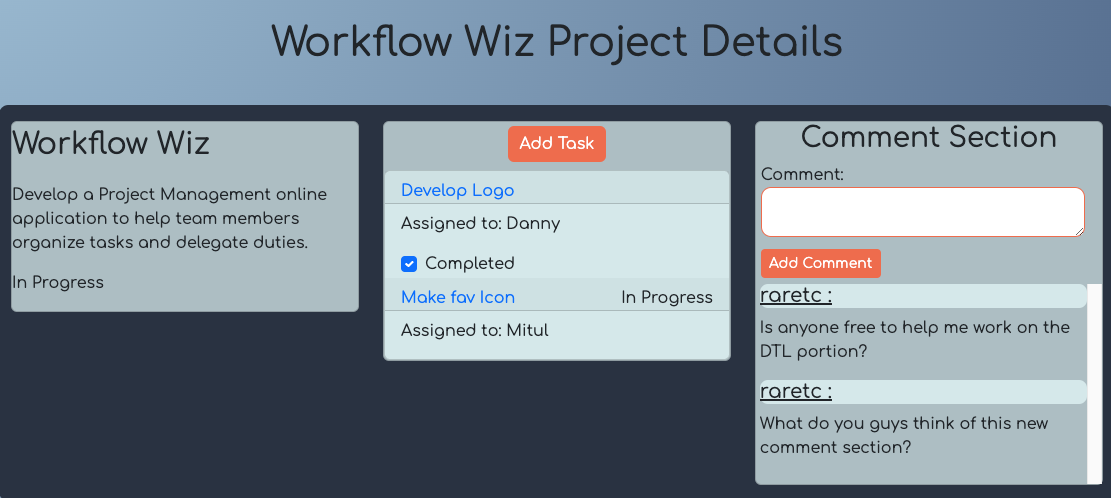 Workflow Wiz Project Details
Workflow Wiz
Develop a Project Management online
application to help team members
organize tasks and delegate duties.
In Progress
Add Task
Develop Logo
Assigned to: Danny
Completed
Make fav Icon In Progress
Assigned to: Mitul
Comment Section
Comment:
Add Comment
raretc :
Is anyone free to help me work on the
DTL portion?
raretc :
What do you guys think of this new
comment section?